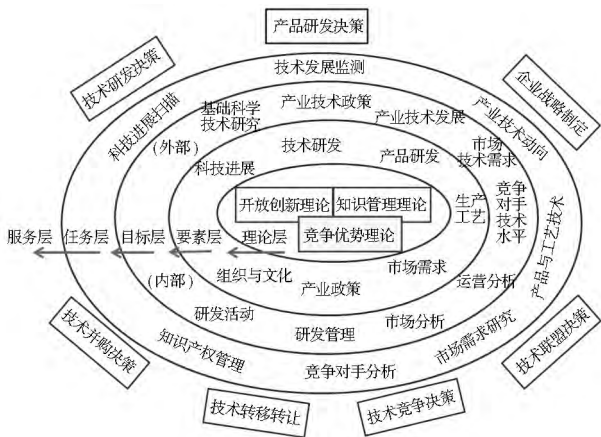 产品研发决策
技术研发决策
企业战略制定
技术发展监测
科技进展扫描
产业技术动向
基础科学
技术研究
产业技术政策
产业技术发展
(外部)
市场
技术需求
技术研发
科技进展
产品研发
竞争
对手
技术
水平
生产
工艺
开放创新理论
知识管理理论
竞争优势理论
服务层
任务层
目标层
要素层
理论层
产品与工艺技术
(内部)
组织与文化
市场需求
运营分析
产业政策
研发活动
市场分析
研发管理
知识产权管理
市场需求研究
竞争对手分析
技术并购决策
技术联盟决策
技术转移转让
技术竞争决策